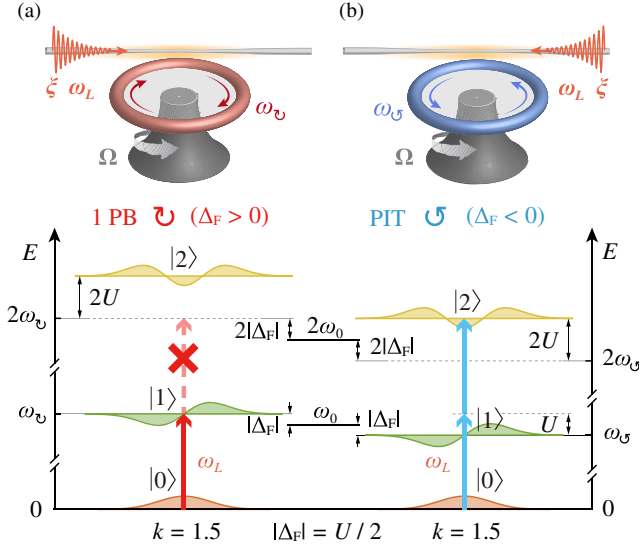 (a)
(b)
ξ ω_L
ω_↻
Ω
ω_L ξ
ω_↺
Ω
1 PB ↻ (Δ_F > 0)
PIT ↺ (Δ_F < 0)
E
E
|2⟩
2U
2ω_↻
2|Δ_F|
2ω_0
2|Δ_F|
|2⟩
2U
2ω_↺
|1⟩
ω_↻
|Δ_F|
ω_0
|Δ_F|
|1⟩
U
ω_↺
ω_L
ω_L
|0⟩
|0⟩
0
0
k = 1.5
|Δ_F| = U / 2
k = 1.5